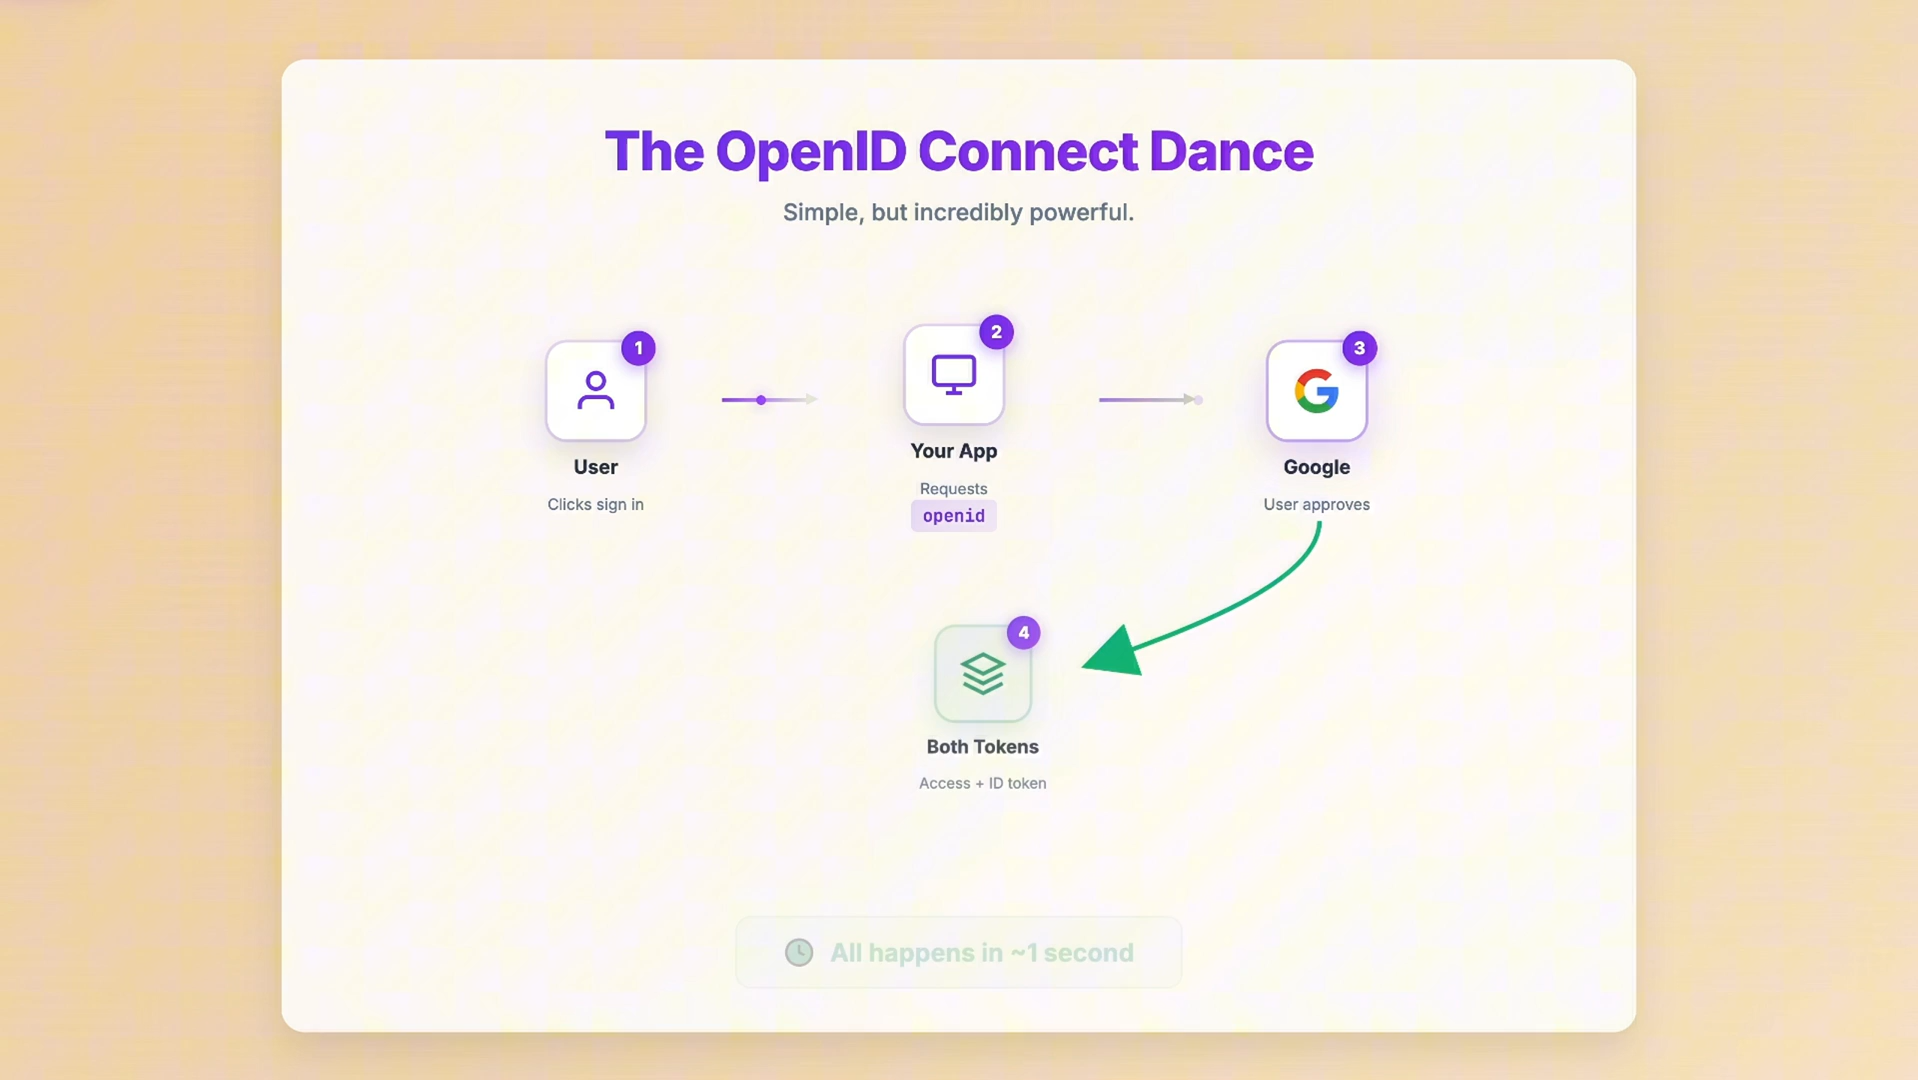 The OpenID Connect Dance
Simple, but incredibly powerful.
1
User
Clicks sign in
2
Your App
Requests
openid
3
Google
User approves
4
Both Tokens
Access + ID token
All happens in ~1 second